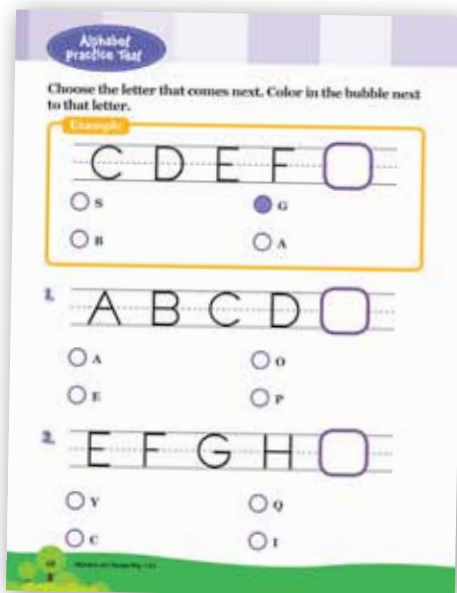 Alphabet
Practice Test
Choose the letter that comes next. Color in the bubble next
to that letter.
Example
C D E F
S G
B A
1. A B C D
A O
E P
2. E F G H
Y Q
C I